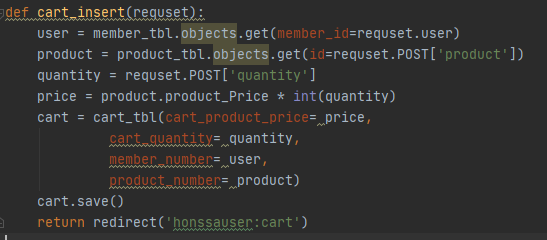 def cart_insert(requset):
    user = member_tbl.objects.get(member_id=requset.user)
    product = product_tbl.objects.get(id=requset.POST['product'])
    quantity = requset.POST['quantity']
    price = product.product_Price * int(quantity)
    cart = cart_tbl(cart_product_price= price,
            cart_quantity= quantity,
            member_number= user,
            product_number= product)
    cart.save()
    return redirect('honssauser:cart')